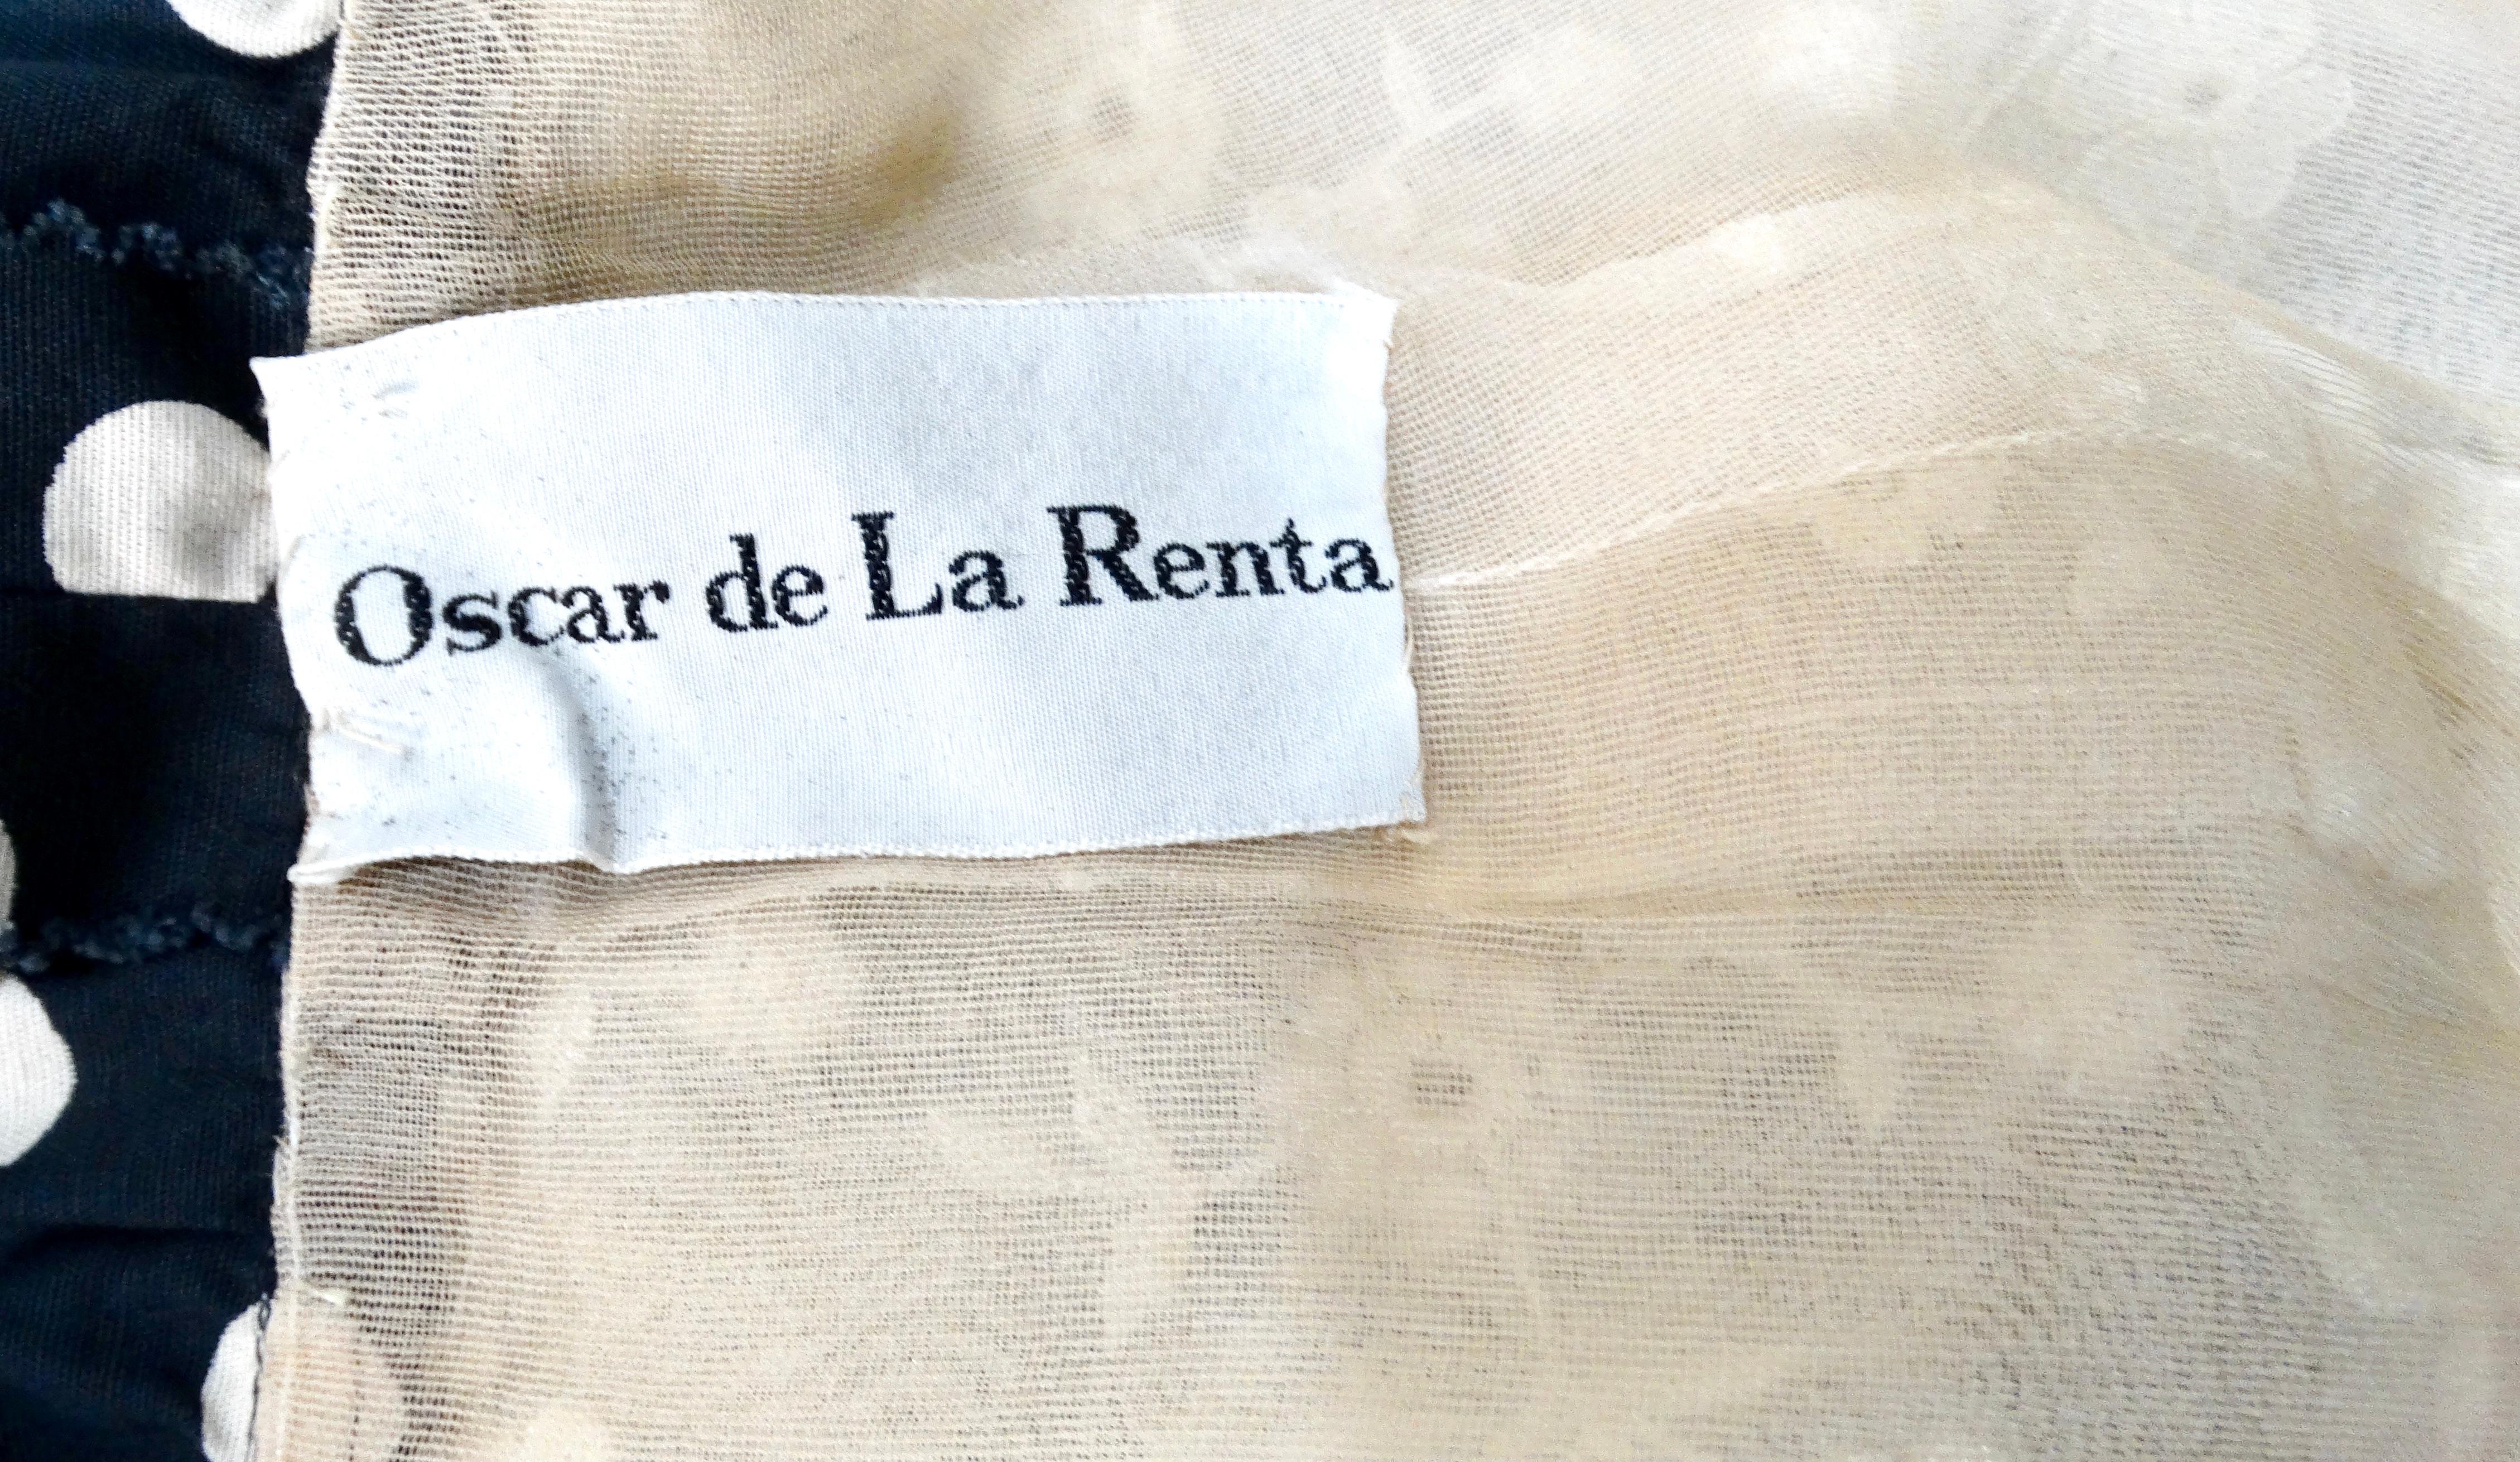 Oscar de La Renta